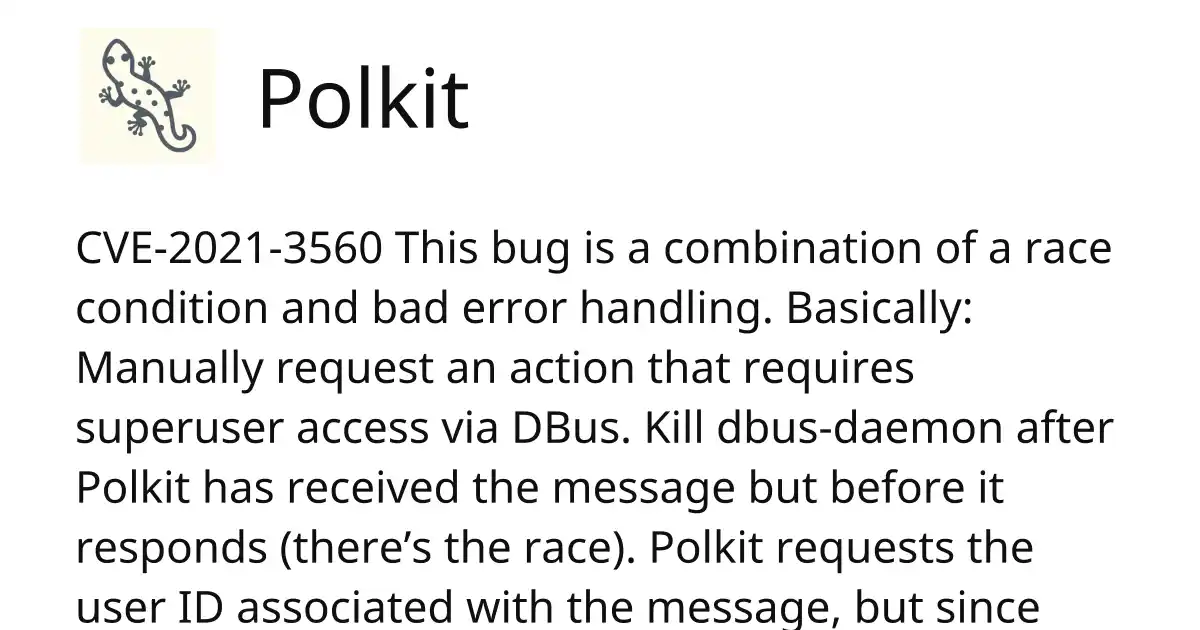 Polkit
CVE-2021-3560 This bug is a combination of a race
condition and bad error handling. Basically:
Manually request an action that requires
superuser access via DBus. Kill dbus-daemon after
Polkit has received the message but before it
responds (there’s the race). Polkit requests the
user ID associated with the message, but since